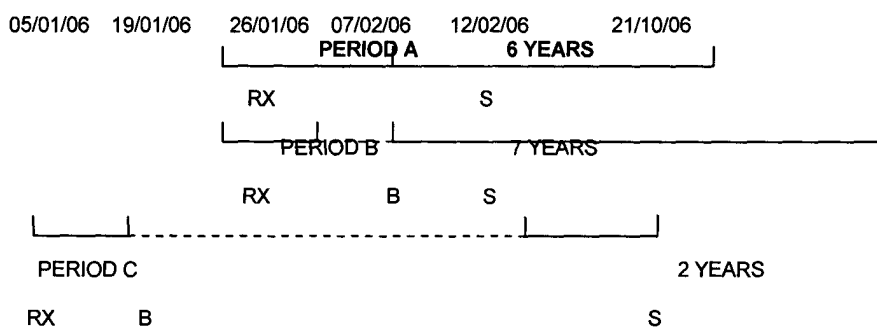 05/01/06 19/01/06 26/01/06 07/02/06 12/02/06 21/10/06
PERIOD A 6 YEARS
RX S
PERIOD B 7 YEARS
RX B S
PERIOD C 2 YEARS
RX B S